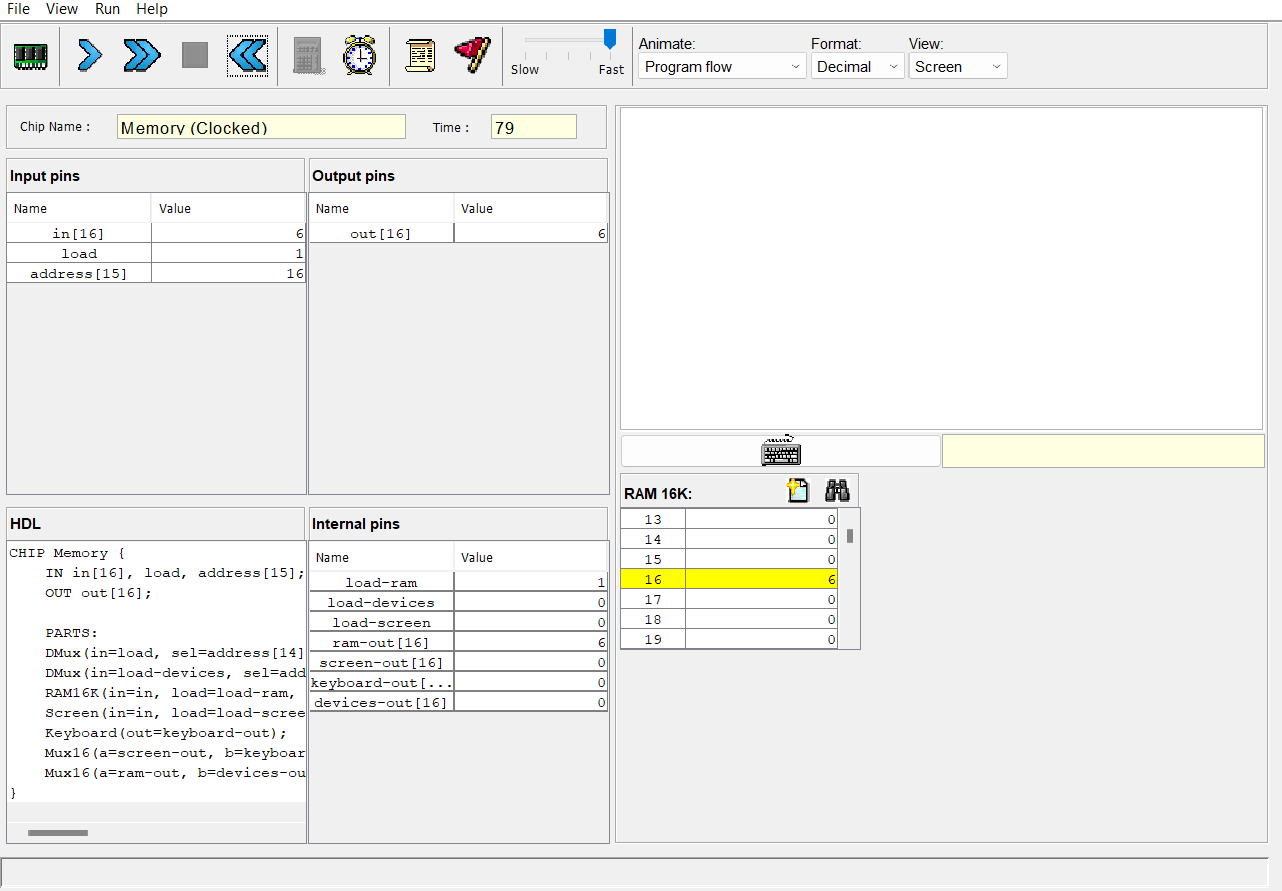 File View Run Help
Animate: Format: View:
Slow Fast Program flow Decimal Screen
Chip Name : Memory (Clocked) Time : 79
Input pins
Name Value
in[16] 6
load 1
address[15] 16
Output pins
Name Value
out[16] 6
HDL
CHIP Memory {
IN in[16], load, address[15];
OUT out[16];
PARTS:
DMux(in=load, sel=address[14]
DMux(in=load-devices, sel=add
RAM16K(in=in, load=load-ram,
Screen(in=in, load=load-scree
Keyboard(out=keyboard-out);
Mux16(a=screen-out, b=keyboar
Mux16(a=ram-out, b=devices-ou
}
Internal pins
Name Value
load-ram 1
load-devices 0
load-screen 0
ram-out[16] 6
screen-out[16] 0
keyboard-out[... 0
devices-out[16] 0
RAM 16K:
13 0
14 0
15 0
16 6
17 0
18 0
19 0